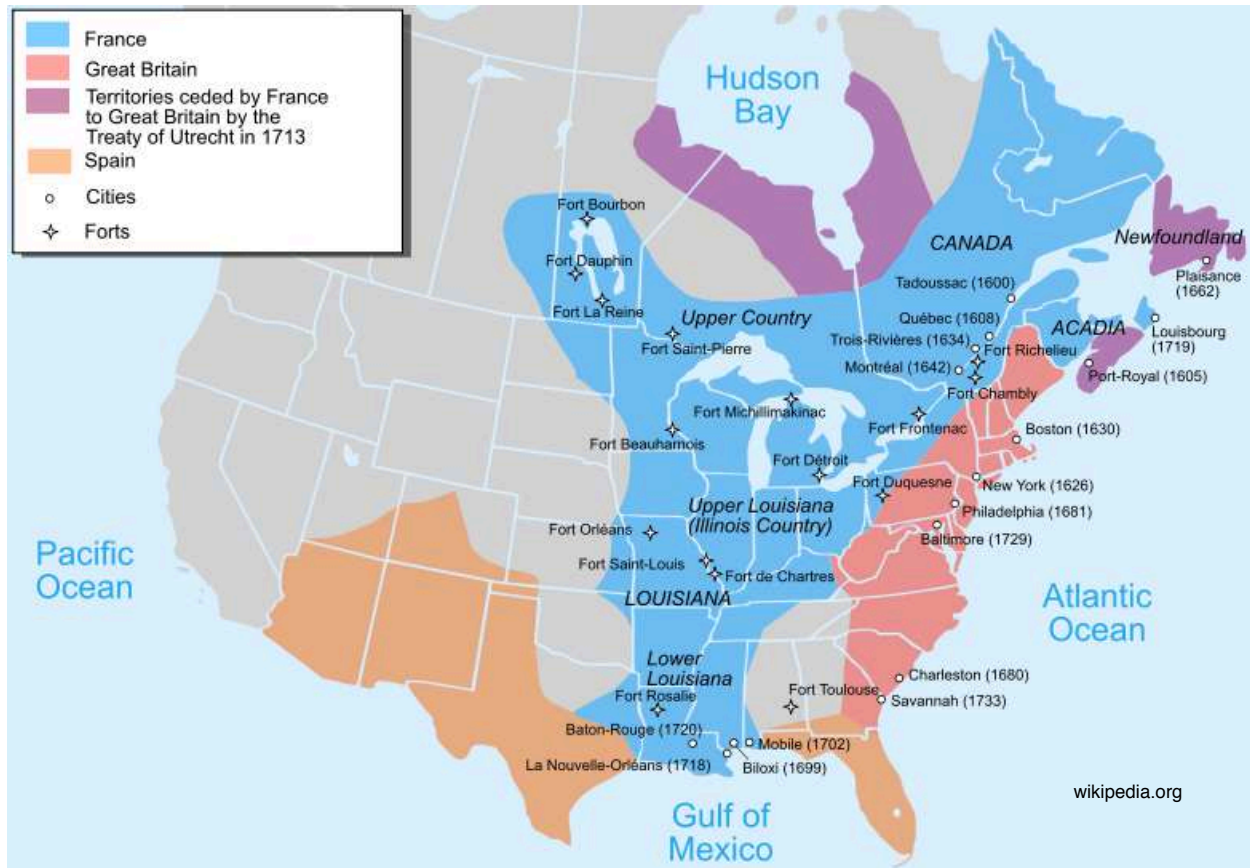 France
Great Britain
Territories ceded by France
to Great Britain by the
Treaty of Utrecht in 1713
Spain
Cities
Forts
Hudson
Bay
Fort Bourbon
Fort Dauphin
Fort La Reine
Upper Country
Fort Saint-Pierre
CANADA
Newfoundland
Plaisance
(1662)
Tadoussac (1600)
Québec (1608)
ACADIA
Louisbourg
(1719)
Trois-Rivières (1634)
Fort Richelieu
Montréal (1642)
Port-Royal (1605)
Fort Chambly
Fort Michillimakinac
Fort Frontenac
Fort Beauharnois
Boston (1630)
Fort Détroit
Fort Duquesne
New York (1626)
Upper Louisiana
(Illinois Country)
Philadelphia (1681)
Fort Orléans
Baltimore (1729)
Pacific
Ocean
Fort Saint-Louis
Fort de Chartres
LOUISIANA
Atlantic
Ocean
Lower
Louisiana
Charleston (1680)
Fort Rosalie
Fort Toulouse
Savannah (1733)
Baton-Rouge (1720)
Mobile (1702)
La Nouvelle-Orléans (1718)
Biloxi (1699)
wikipedia.org
Gulf of
Mexico